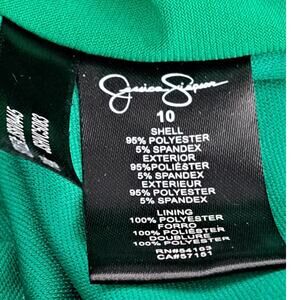 Jessica Simpson
10
SHELL
95% POLYESTER
5% SPANDEX
EXTERIOR
95%POLIÉSTER
5% SPANDEX
EXTERIEUR
95% POLYESTER
5% SPANDEX
LINING
100% POLYESTER
FORRO
100% POLIÉSTER
DOUBLURE
100% POLYESTER
RN#54163
CA#57151